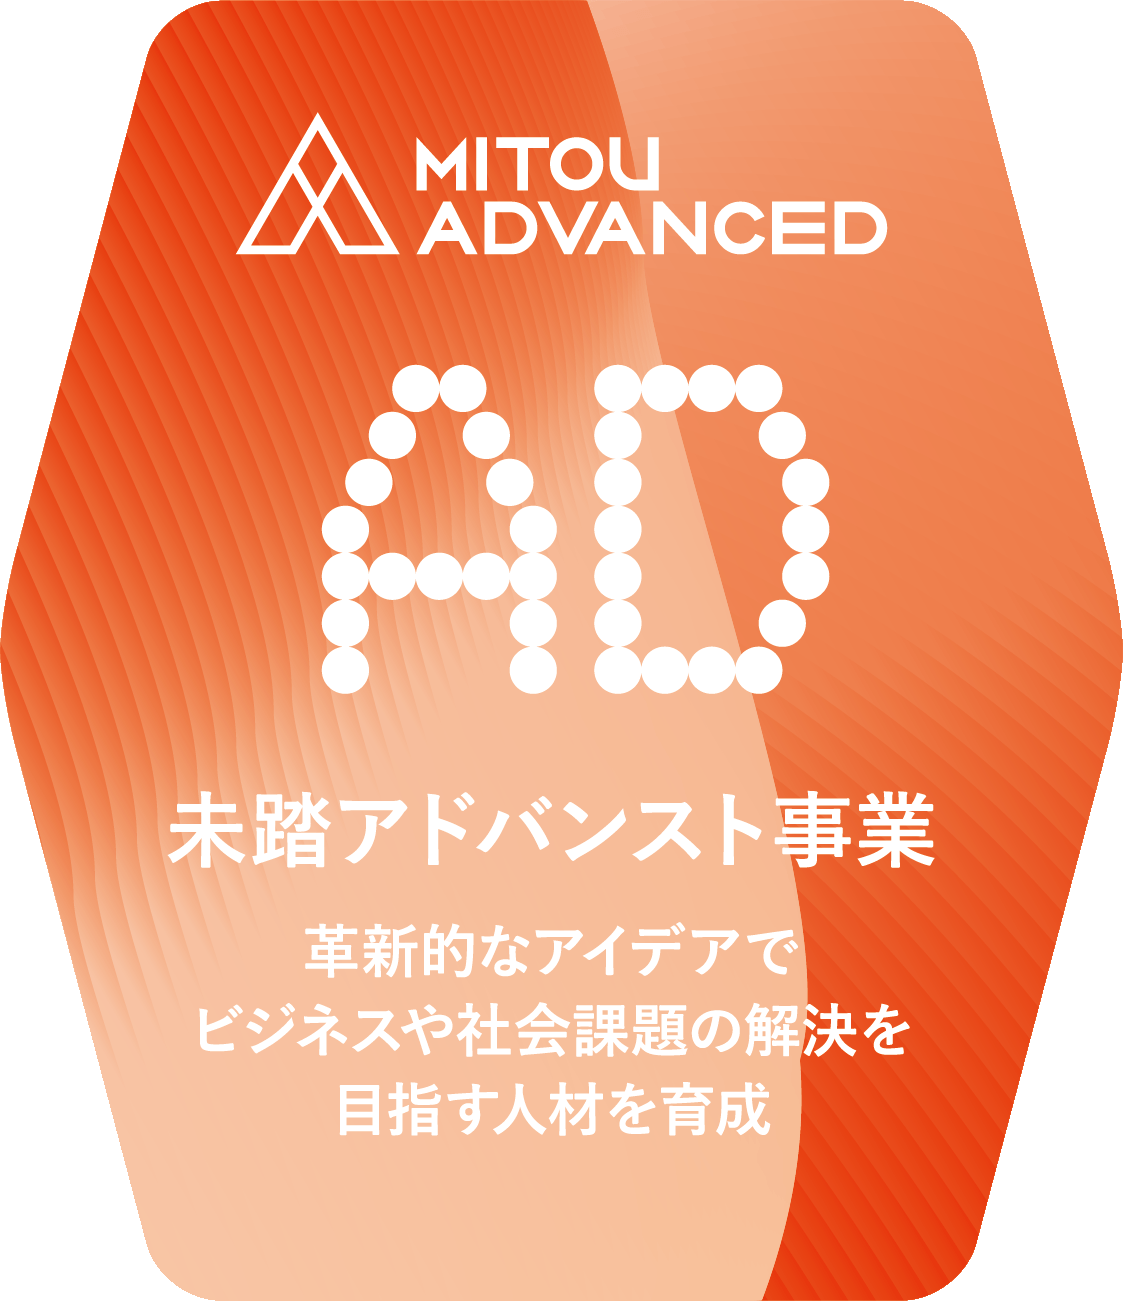 MITOU
ADVANCED
AD
未踏アドバンスト事業
革新的なアイデアで
ビジネスや社会課題の解決を
目指す人材を育成